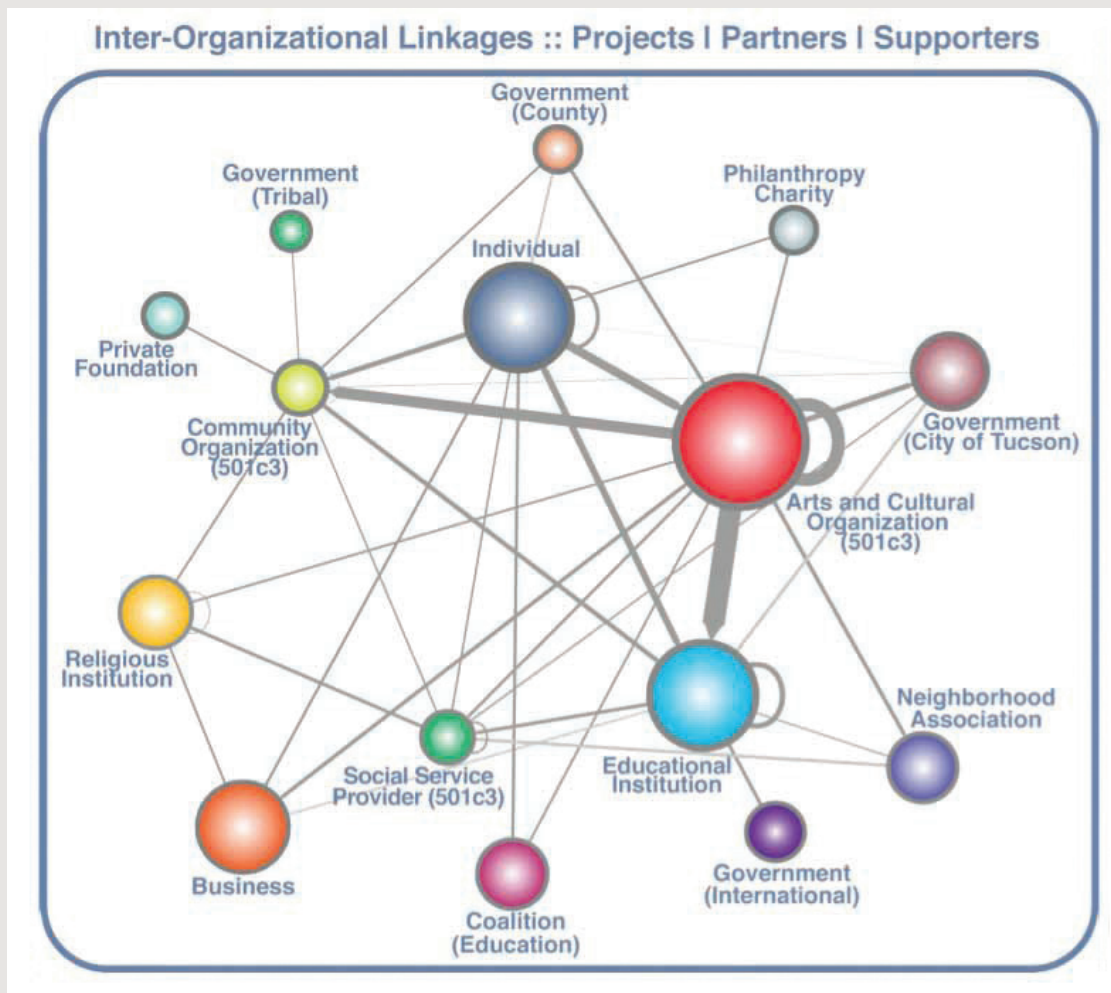 Inter-Organizational Linkages :: Projects | Partners | Supporters
Government
(County)
Government
(Tribal)
Philanthropy
Charity
Individual
Private
Foundation
Community
Organization
(501c3)
Government
(City of Tucson)
Arts and Cultural
Organization
(501c3)
Religious
Institution
Neighborhood
Association
Social Service
Provider (501c3)
Educational
Institution
Business
Government
(International)
Coalition
(Education)